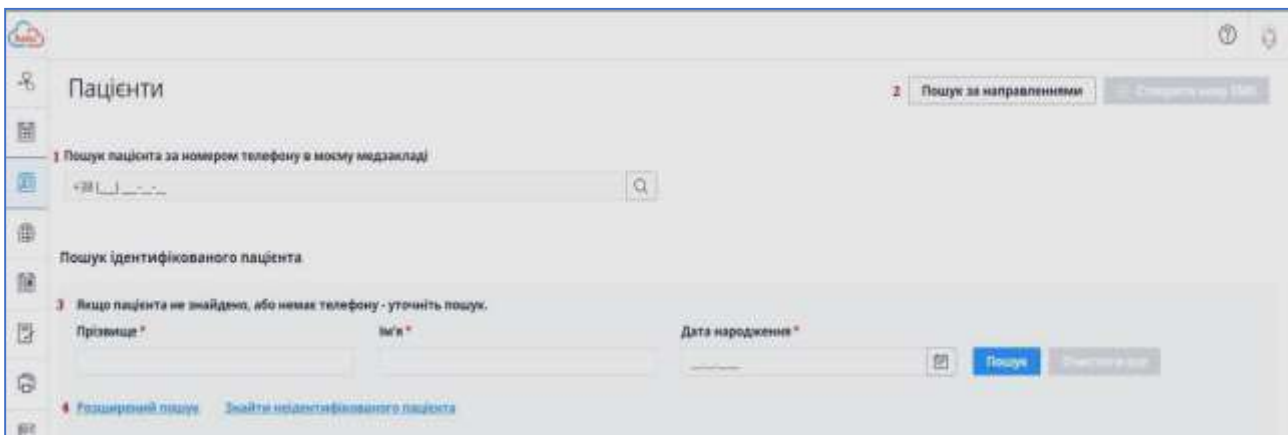 Пацієнти
2 Пошук за направленнями
1 Пошук пацієнта за номером телефону в моєму медзакладі
+38 (__) __-_-_
Пошук ідентифікованого пацієнта
3 Якщо пацієнта не знайдено, або немає телефону - уточніть пошук.
Прізвище * Ім'я * Дата народження *
Пошук
4 Розширений пошук Знайти неідентифікованого пацієнта